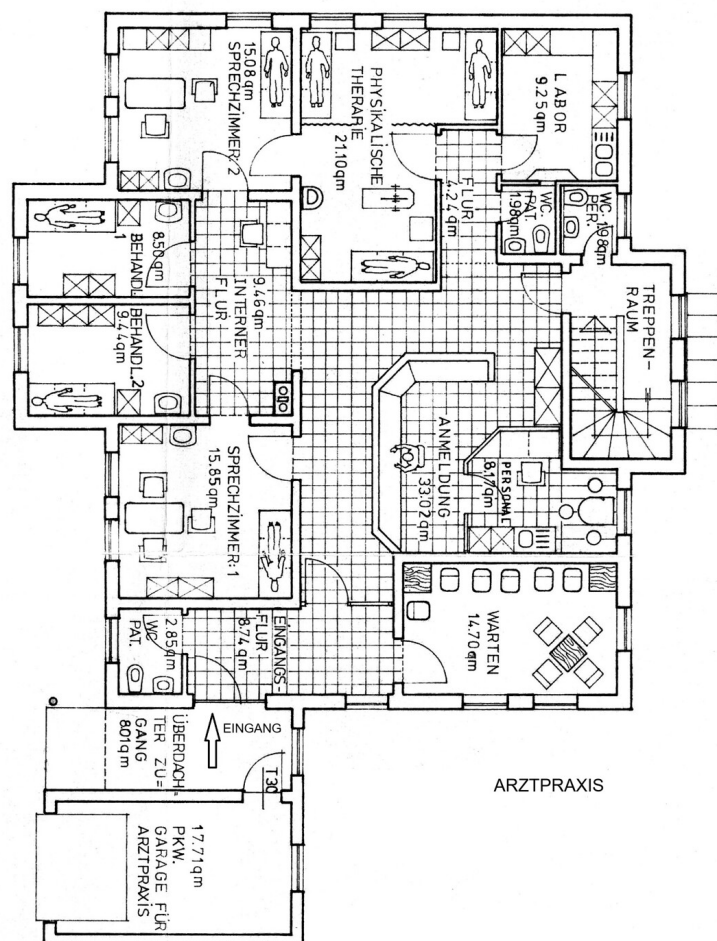 15.08qm
SPRECHZIMMER: 2
PHYSIKALISCHE
THERARIE
21.10qm
LABOR
9.25qm
FLUR
4.24qm
WC.
PAT.
1.98qm
WC. 1.98qm
PER.
8.50qm
BEHANDL.
1
9.46qm
INTERNER
FLUR
TREPPEN-
RAUM
BEHANDL.2
9.44qm
ANMELDUNG
33.02qm
PERSONAL
8.17qm
SPRECHZIMMER:1
15.85qm
WC
PAT.
2.85qm
EINGANGS
FLUR
8.74qm
WARTEN
14.70qm
EINGANG
ÜBERDACH=
TER ZU=
GANG
8.01qm
T30
ARZTPRAXIS
17.71qm
PKW.
GARAGE FÜR
ARZTPRAXIS